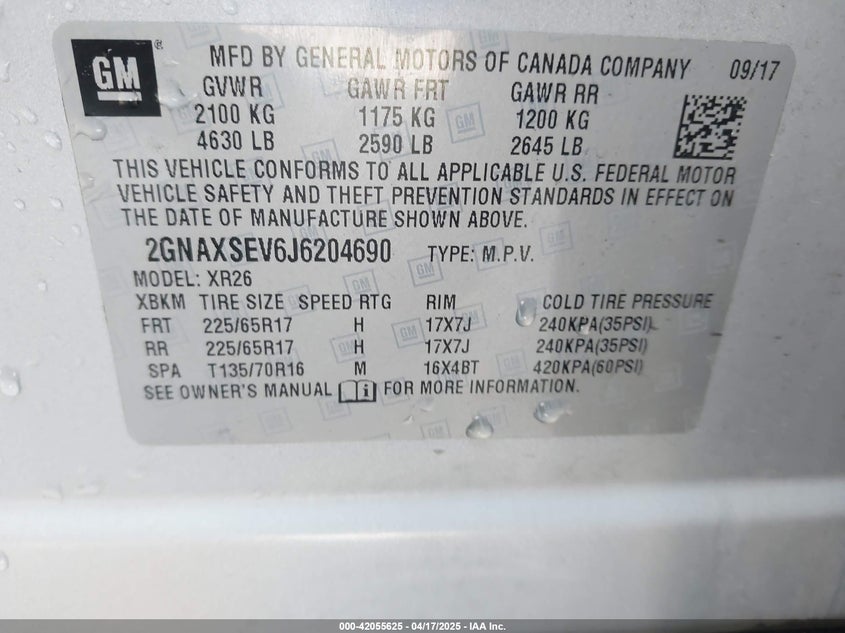 GM ®
MFD BY GENERAL MOTORS OF CANADA COMPANY 09/17
GVWR GAWR FRT GAWR RR
2100 KG 1175 KG 1200 KG
4630 LB 2590 LB 2645 LB
THIS VEHICLE CONFORMS TO ALL APPLICABLE U.S. FEDERAL MOTOR
VEHICLE SAFETY AND THEFT PREVENTION STANDARDS IN EFFECT ON
THE DATE OF MANUFACTURE SHOWN ABOVE.
2GNAXSEV6J6204690 TYPE: M.P.V.
MODEL: XR26
XBKM TIRE SIZE SPEED RTG RIM COLD TIRE PRESSURE
FRT 225/65R17 H 17X7J 240KPA(35PSI)
RR 225/65R17 H 17X7J 240KPA(35PSI)
SPA T135/70R16 M 16X4BT 420KPA(60PSI)
SEE OWNER'S MANUAL i FOR MORE INFORMATION.
000-42055625 - 04/17/2025 - IAA Inc.